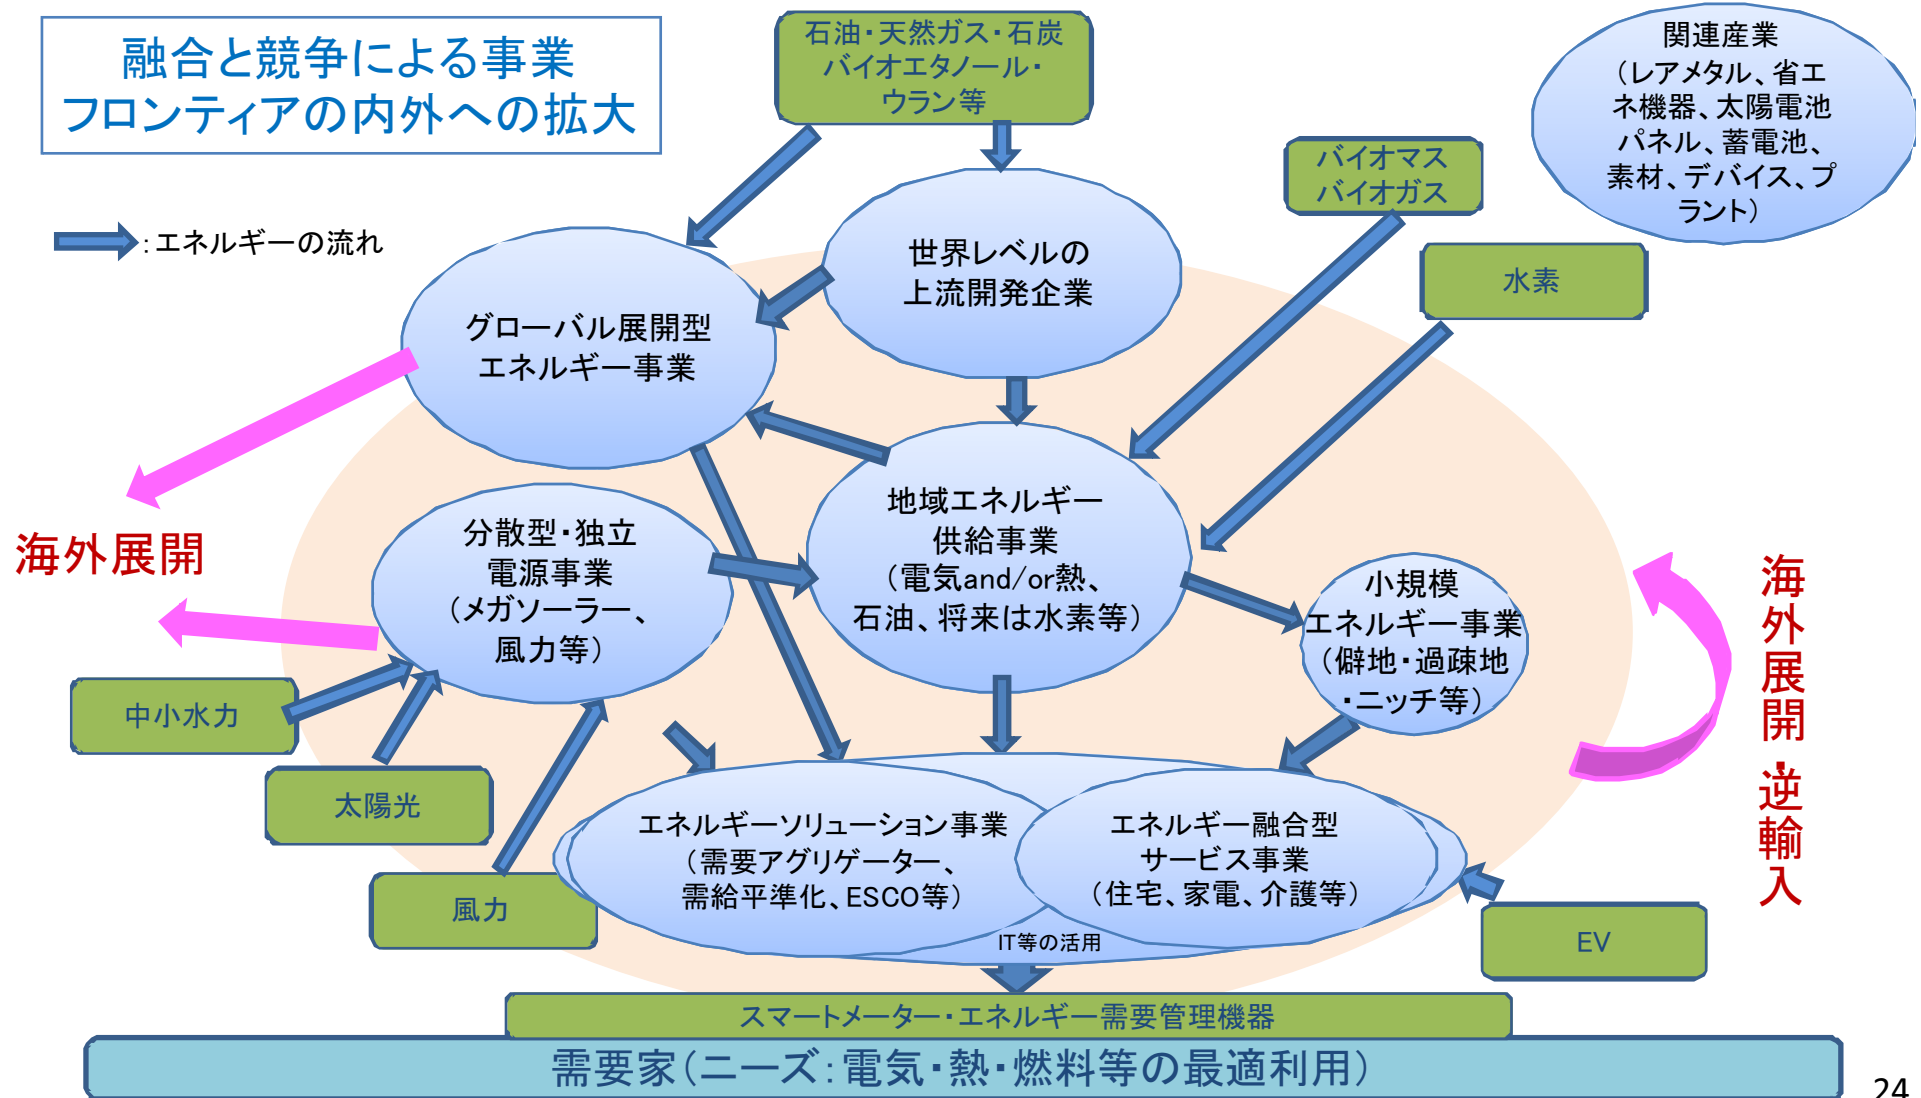 融合と競争による事業
フロンティアの内外への拡大
:エネルギーの流れ
石油・天然ガス・石炭
バイオエタノール・
ウラン等
関連産業
（レアメタル、省エ
ネ機器、太陽電池
パネル、蓄電池、
素材、デバイス、プ
ラント）
バイオマス
バイオガス
水素
世界レベルの
上流開発企業
グローバル展開型
エネルギー事業
海外展開
分散型・独立
電源事業
（メガソーラー、
風力等）
地域エネルギー
供給事業
（電気and/or熱、
石油、将来は水素等）
小規模
エネルギー事業
（僻地・過疎地
・ニッチ等）
海外展開・逆輸入
中小水力
太陽光
風力
エネルギーソリューション事業
（需要アグリゲーター、
需給平準化、ESCO等）
エネルギー融合型
サービス事業
（住宅、家電、介護等）
IT等の活用
EV
スマートメーター・エネルギー需要管理機器
需要家（ニーズ：電気・熱・燃料等の最適利用）
24